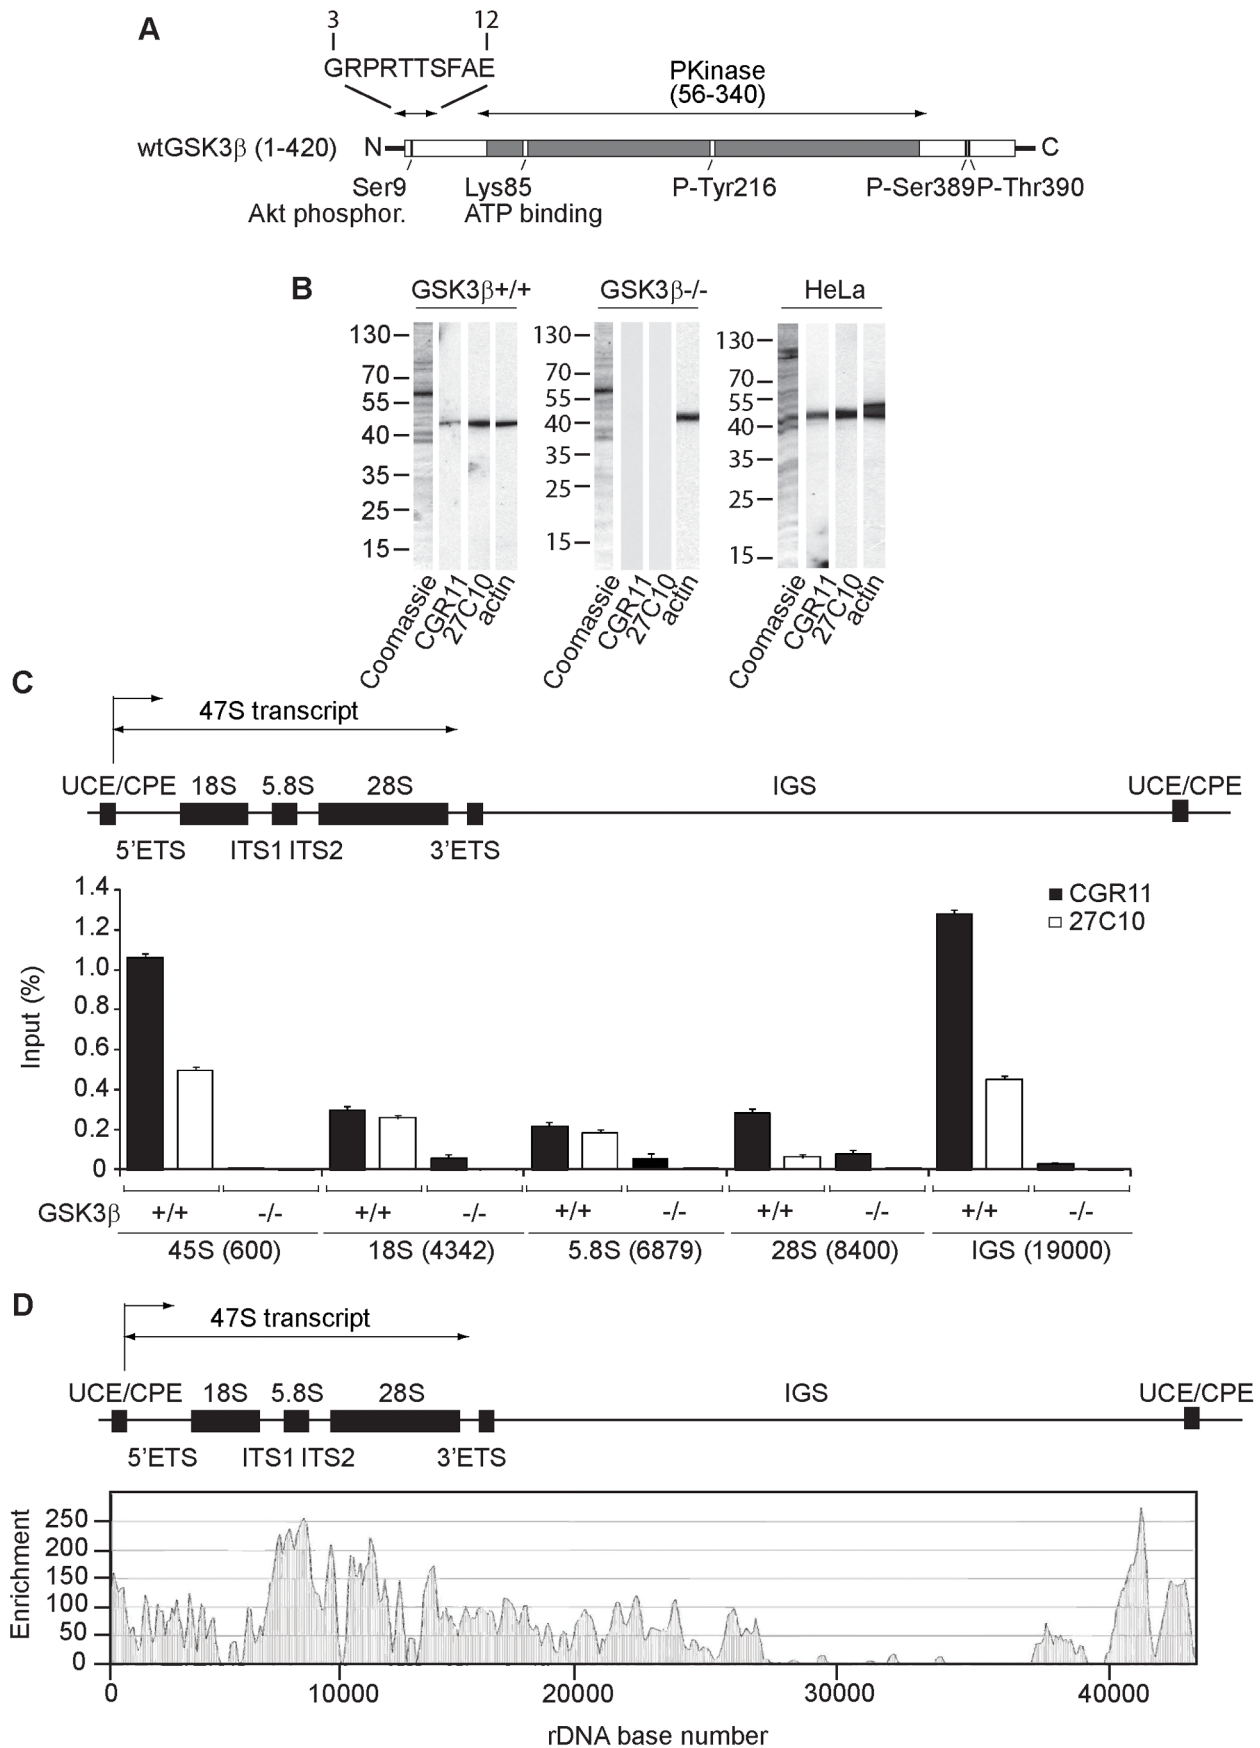 A
3 12
GRPRTTSFAE
PKinase
(56-340)
wtGSK3β (1-420) N C
Ser9 Lys85 P-Tyr216 P-Ser389 P-Thr390
Akt phosphor. ATP binding
B
GSK3β+/+ GSK3β-/- HeLa
130 130 130
70 70 70
55 55 55
40 40 40
35 35 35
25 25 25
15 15 15
Coomassie CGR11 27C10 actin Coomassie CGR11 27C10 actin Coomassie CGR11 27C10 actin
C
47S transcript
UCE/CPE 18S 5.8S 28S IGS UCE/CPE
5'ETS ITS1 ITS2 3'ETS
Input (%)
1.4
1.2
1.0
0.8
0.6
0.4
0.2
0
CGR11
27C10
GSK3β +/+ -/- +/+ -/- +/+ -/- +/+ -/- +/+ -/-
45S (600) 18S (4342) 5.8S (6879) 28S (8400) IGS (19000)
D
47S transcript
UCE/CPE 18S 5.8S 28S IGS UCE/CPE
5'ETS ITS1 ITS2 3'ETS
Enrichment
250
200
150
100
50
0
0 10000 20000 30000 40000
rDNA base number